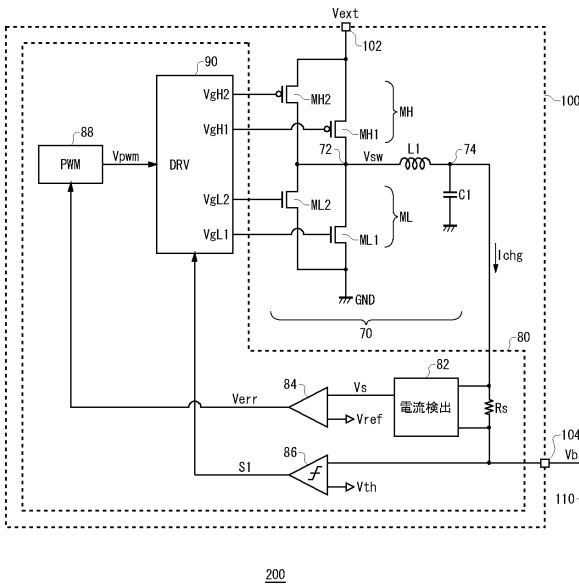 Vext
102
90
100
VgH2
MH2
MH
88
VgH1
MH1
PWM
Vpwm
DRV
72
Vsw
L1
74
VgL2
ML2
C1
ML
VgL1
ML1
Ichg
GND
70
80
82
84
Vs
電流検出
Rs
Verr
Vref
86
104
Vb
S1
Vth
110
200